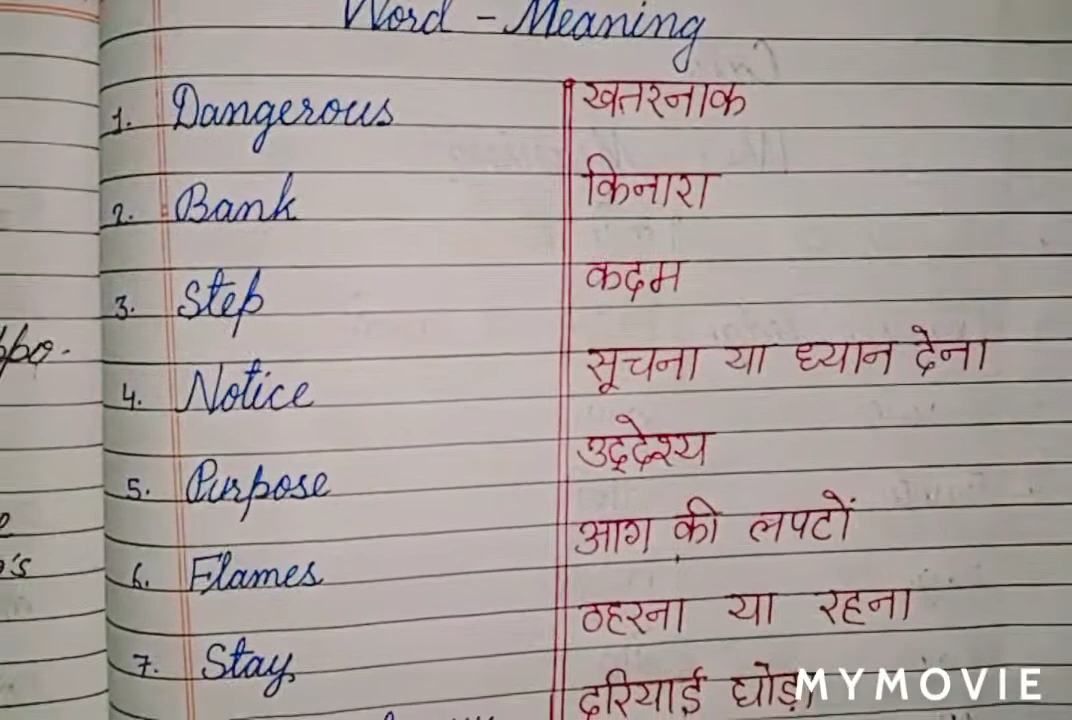 Word - Meaning
1. Dangerous खतरनाक
2. Bank किनारा
3. Step कदम
4. Notice सूचना या ध्यान देना
5. Purpose उद्देश्य
6. Flames आग की लपटों
7. Stay ठहरना या रहना
दरियाई घोड़ा
MYMOVIE